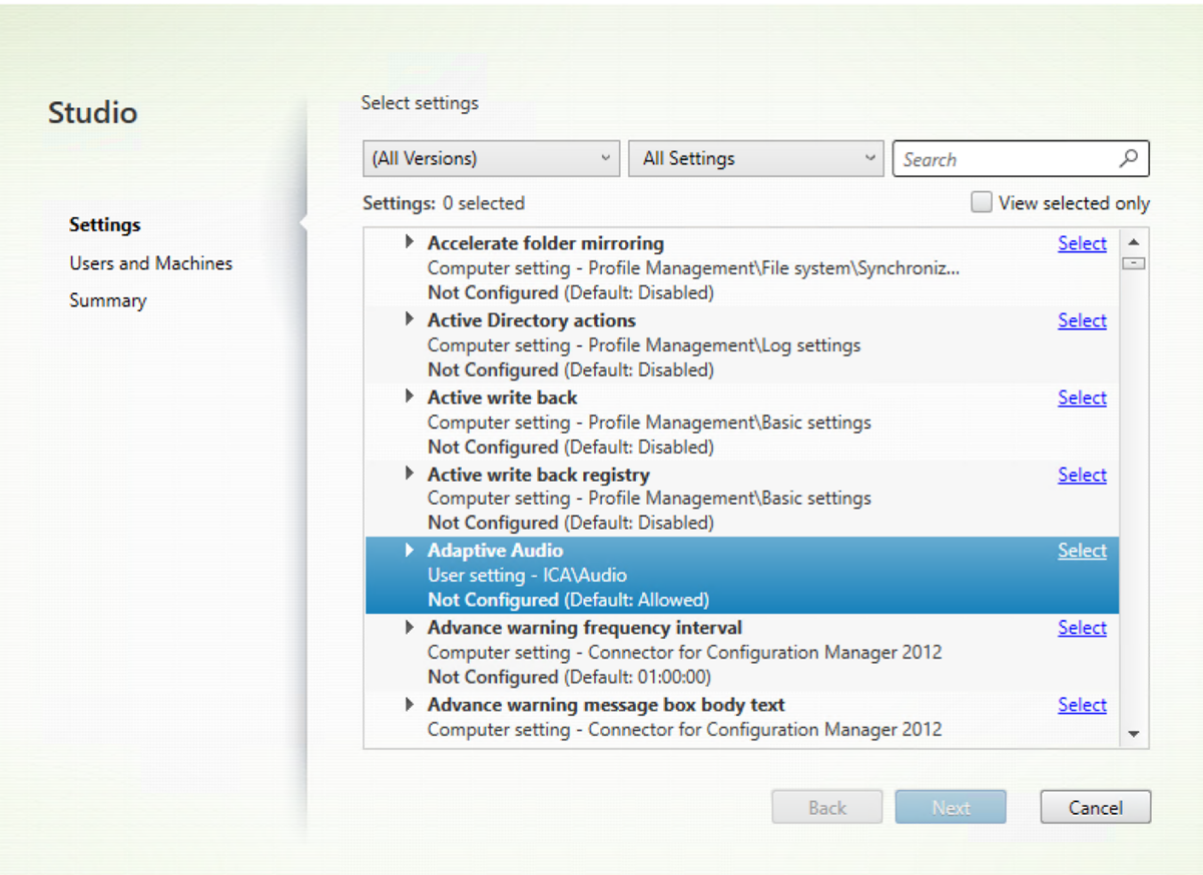 Studio
Select settings
(All Versions)
All Settings
Search
Settings: 0 selected
View selected only
Settings
Users and Machines
Summary
Accelerate folder mirroring
Select
Computer setting - Profile Management\File system\Synchroniz...
Not Configured (Default: Disabled)
Active Directory actions
Select
Computer setting - Profile Management\Log settings
Not Configured (Default: Disabled)
Active write back
Select
Computer setting - Profile Management\Basic settings
Not Configured (Default: Disabled)
Active write back registry
Select
Computer setting - Profile Management\Basic settings
Not Configured (Default: Disabled)
Adaptive Audio
Select
User setting - ICA\Audio
Not Configured (Default: Allowed)
Advance warning frequency interval
Select
Computer setting - Connector for Configuration Manager 2012
Not Configured (Default: 01:00:00)
Advance warning message box body text
Select
Computer setting - Connector for Configuration Manager 2012
Back
Next
Cancel